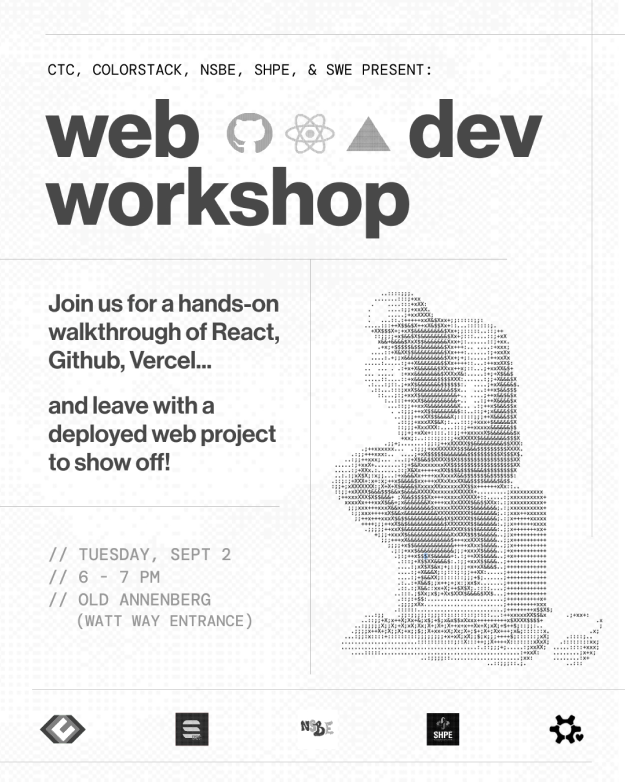 CTC, COLORSTACK, NSBE, SHPE, & SWE PRESENT:
web dev
workshop
Join us for a hands-on
walkthrough of React,
Github, Vercel...
and leave with a
deployed web project
to show off!
// TUESDAY, SEPT 2
// 6 - 7 PM
// OLD ANNENBERG
(WATT WAY ENTRANCE)
NSBE
SHPE